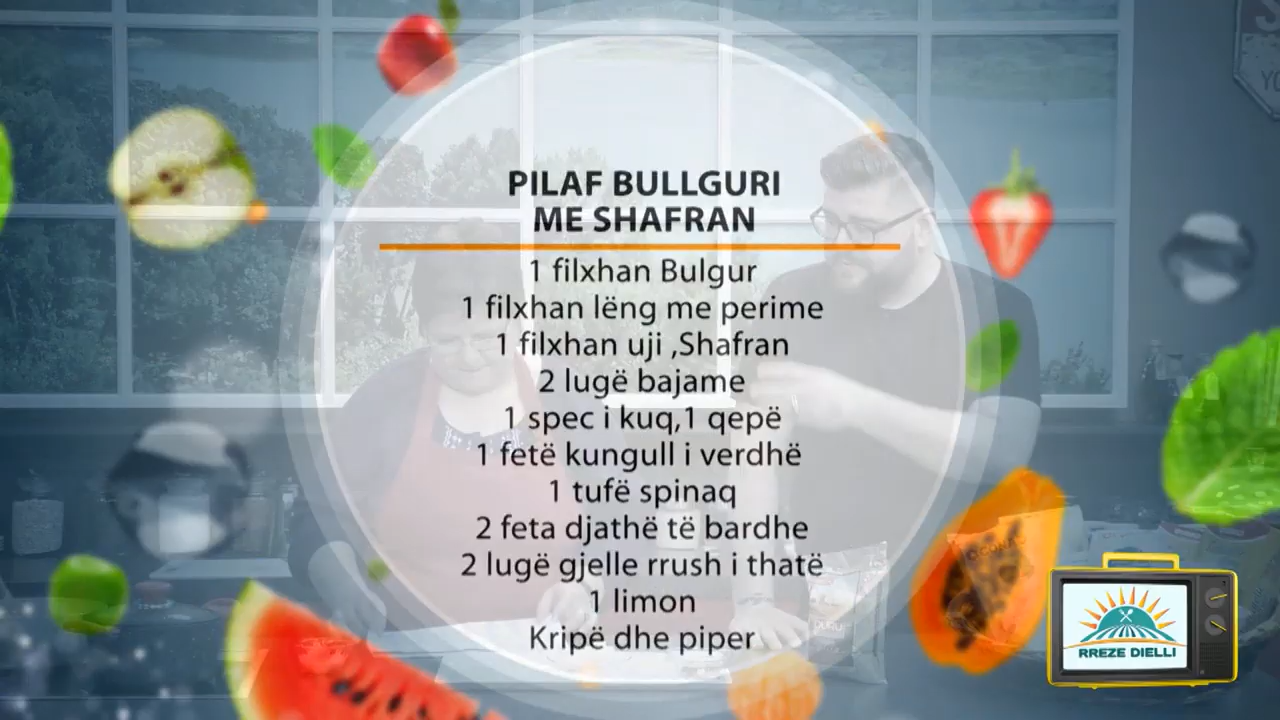 PILAF BULLGURI
ME SHAFRAN
1 filxhan Bulgur
1 filxhan lëng me perime
1 filxhan uji ,Shafran
2 lugë bajame
1 spec i kuq,1 qepë
1 fetë kungull i verdhë
1 tufë spinaq
2 feta djathë të bardhe
2 lugë gjelle rrush i thatë
1 limon
Kripë dhe piper
RREZE DIELLI